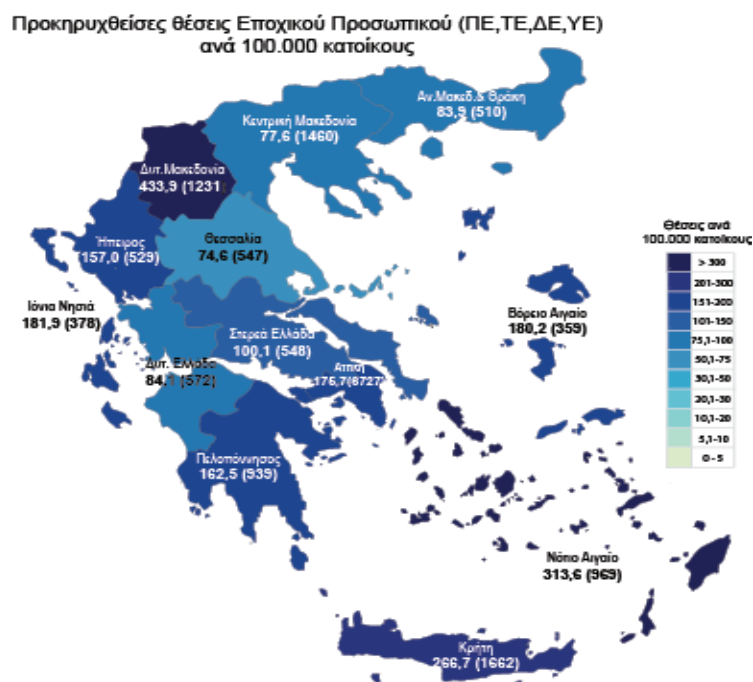 Προκηρυχθείσες θέσεις Εποχικού Προσωπικού (ΠΕ,ΤΕ,ΔΕ,ΥΕ)
ανά 100.000 κατοίκους
Αν.Μακεδ.& Θράκη
83,9 (510)
Κεντρική Μακεδονία
77,6 (1460)
Δυτ.Μακεδονία
433,9 (1231
Ήπειρος
157,0 (529)
Θεσσαλία
74,6 (547)
Ιόνια Νησιά
181,9 (378)
Στερεά Ελλάδα
100,1 (548)
Βόρειο Αιγαίο
180,2 (359)
Δυτ. Ελλάδα
84,1 (572)
Αττική
176,7(6727)
Πελοπόννησος
162,5 (939)
Νότιο Αιγαίο
313,6 (969)
Κρήτη
266,7 (1662)
Θέσεις ανά
100.000 κατοίκους
> 300
201-300
151-200
101-150
75,1-100
50,1-75
30,1-50
20,1-30
10,1-20
5,1-10
0 - 5